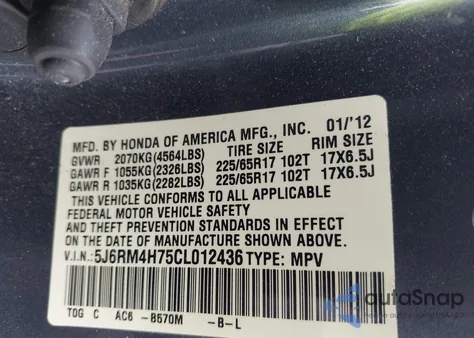 MFD. BY HONDA OF AMERICA MFG., INC. 01/'12
GVWR 2070KG(4564LBS) TIRE SIZE RIM SIZE
GAWR F 1055KG(2326LBS) 225/65R17 102T 17X6.5J
GAWR R 1035KG(2282LBS) 225/65R17 102T 17X6.5J
THIS VEHICLE CONFORMS TO ALL APPLICABLE
FEDERAL MOTOR VEHICLE SAFETY
AND THEFT PREVENTION STANDARDS IN EFFECT
ON THE DATE OF MANUFACTURE SHOWN ABOVE.
V.I.N.: 5J6RM4H75CL012436 TYPE: MPV
TOG C AC6 -B570M -B-L
autoSnap